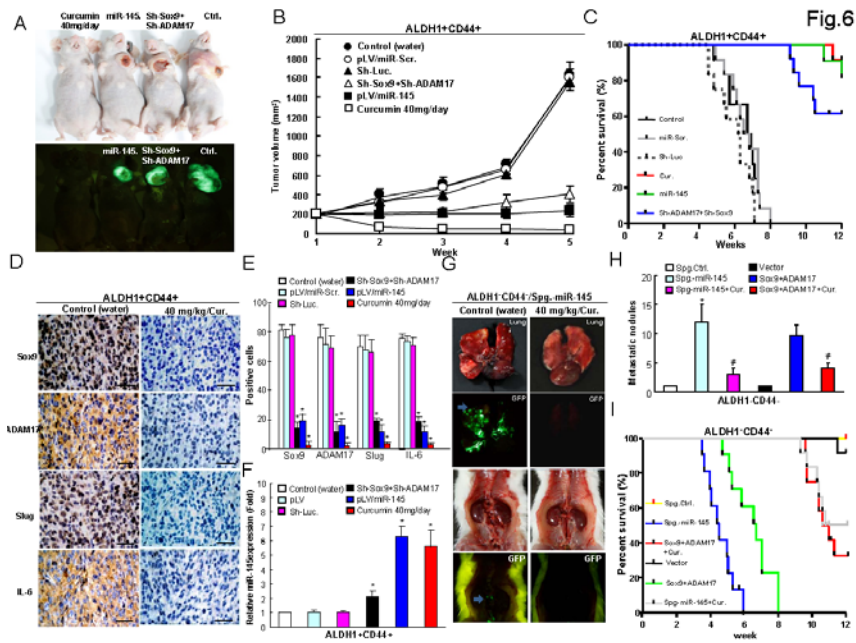 Fig.6
A
Curcumin miR-145. Sh-Sox9+ Ctrl.
40mg/day Sh-ADAM17
miR-145. Sh-Sox9+ Ctrl.
Sh-ADAM17
B
ALDH1+CD44+
Control (water)
pLV/miR-Scr.
Sh-Luc.
Sh-Sox9+Sh-ADAM17
pLV/miR-145
Curcumin 40mg/day
Tumor volume (mm²)
2000
1800
1600
1400
1200
1000
800
600
400
200
0
1 2 3 4 5
Week
C
ALDH1+CD44+
Percent survival (%)
100
80
60
40
20
0
Control
miR-Scr.
Sh-Luc
Cur.
miR-145
Sh-ADAM17+Sh-Sox9
0 2 4 6 8 10 12
Weeks
D
ALDH1+CD44+
Control (water) 40 mg/kg/Cur.
Sox9
ADAM17
Slug
IL-6
E
Control (water)
pLV/miR-Scr.
Sh-Luc.
Sh-Sox9+Sh-ADAM17
pLV/miR-145
Curcumin 40mg/day
Positive cells
100
80
60
40
20
0
* * * * * * * * * * * *
Sox9 ADAM17 Slug IL-6
F
Control (water)
pLV
Sh-Luc.
Sh-Sox9+Sh-ADAM17
pLV/miR-145
Curcumin 40mg/day
Relative miR-145expression (Fold)
10
9
8
7
6
5
4
3
2
1
0
* * *
ALDH1+CD44+
G
ALDH1⁻CD44⁻/Spg.-miR-145
Control (water) 40 mg/kg/Cur.
Lung
GFP GFP
GFP GFP
H
Spg.Ctrl.
Spg.-miR-145
Spg-miR-145+Cur.
Vector
Sox9+ADAM17
Sox9+ADAM17+Cur.
Metastatic nodules
20
15
10
5
0
* # #
ALDH1-CD44-
I
ALDH1⁻CD44⁻
Percent survival (%)
100
80
60
40
20
0
Spg.Ctrl.
Spg.-miR-145
Sox9+ADAM17
+Cur.
Vector
Sox9+ADAM17
Spg-miR-145+Cur.
0 2 4 6 8 10 12
week